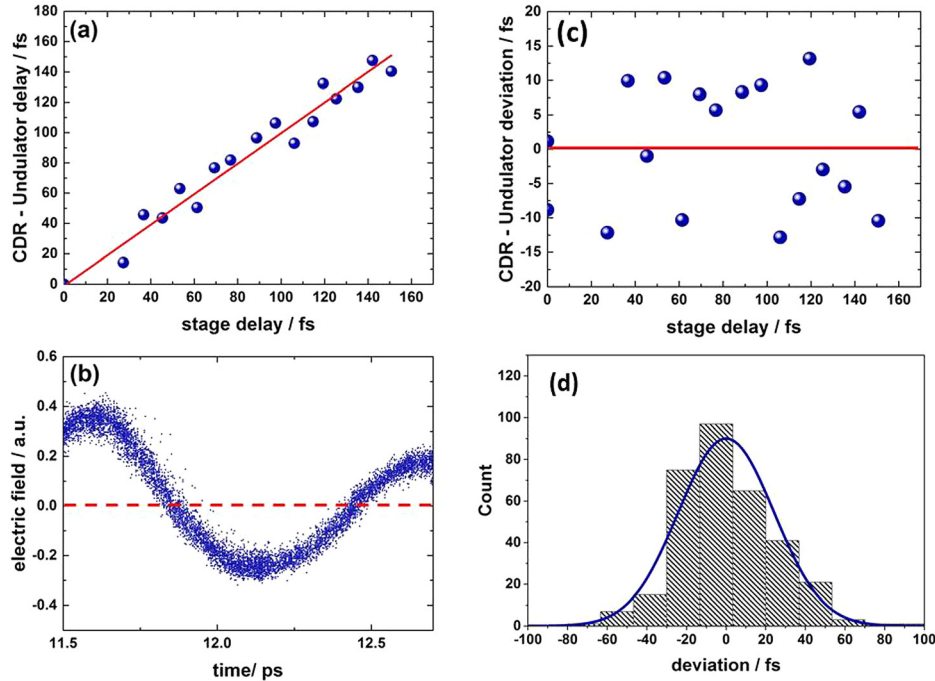 (a)
CDR - Undulator delay / fs
180
160
140
120
100
80
60
40
20
0
0 20 40 60 80 100 120 140 160
stage delay / fs
(c)
CDR - Undulator deviation / fs
20
15
10
5
0
-5
-10
-15
-20
0 20 40 60 80 100 120 140 160
stage delay / fs
(b)
electric field / a.u.
0.6
0.4
0.2
0.0
-0.2
-0.4
11.5 12.0 12.5
time/ ps
(d)
Count
120
100
80
60
40
20
0
-100 -80 -60 -40 -20 0 20 40 60 80 100
deviation / fs